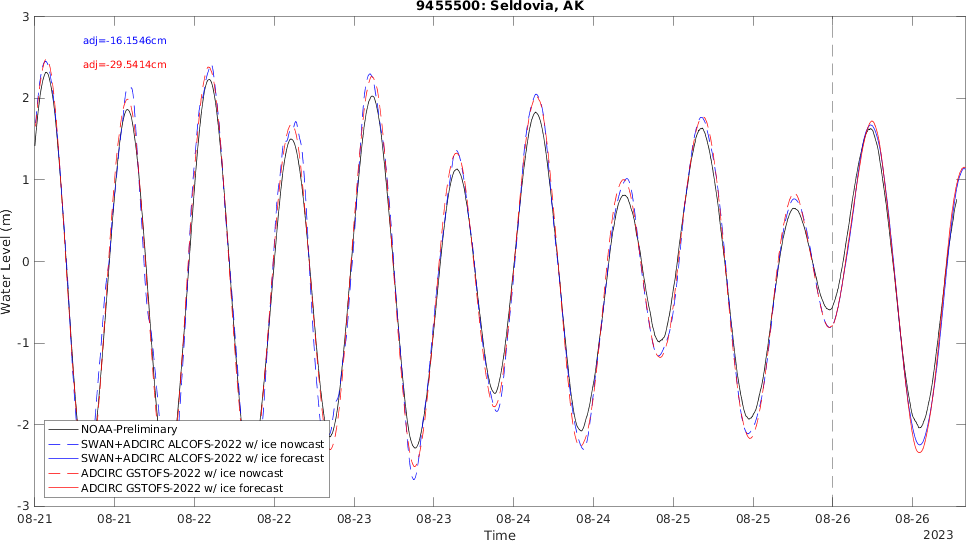 9455500: Seldovia, AK
adj=-16.1546cm
adj=-29.5414cm
Water Level (m)
3
2
1
0
-1
-2
-3
NOAA-Preliminary
SWAN+ADCIRC ALCOFS-2022 w/ ice nowcast
SWAN+ADCIRC ALCOFS-2022 w/ ice forecast
ADCIRC GSTOFS-2022 w/ ice nowcast
ADCIRC GSTOFS-2022 w/ ice forecast
08-21 08-21 08-22 08-22 08-23 08-23 08-24 08-24 08-25 08-25 08-26 08-26
Time
2023